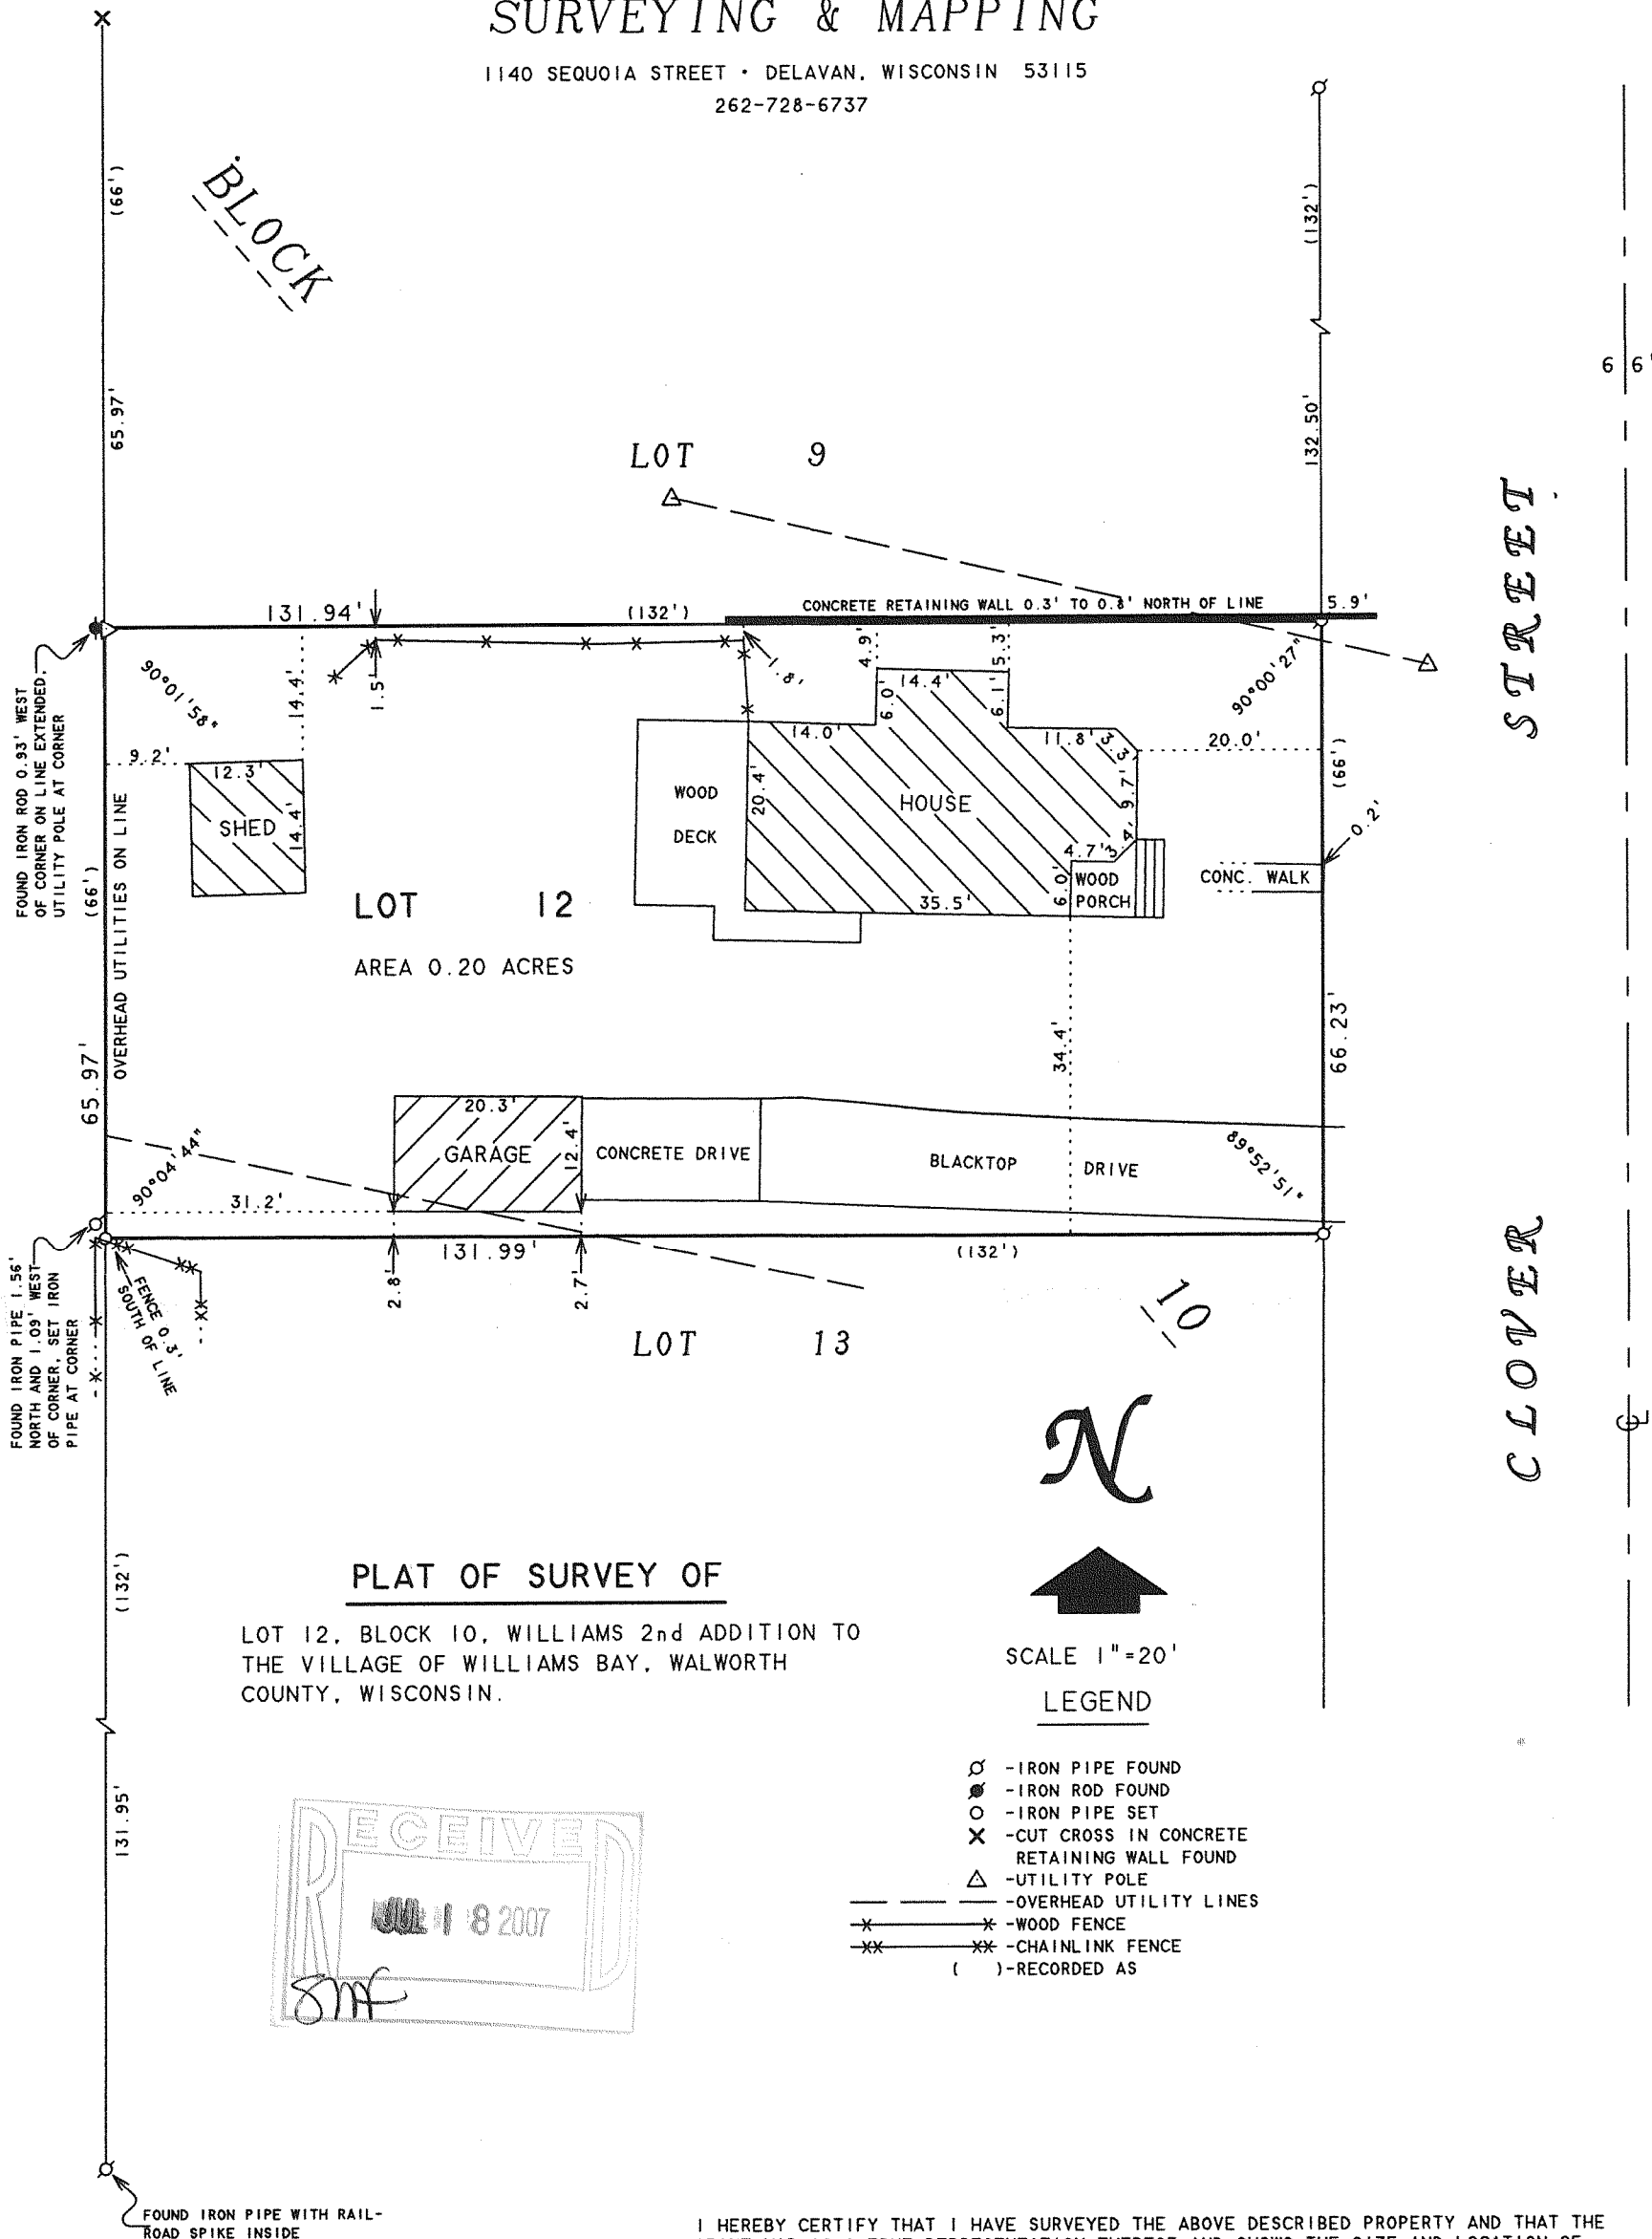 SURVEYING & MAPPING
1140 SEQUOIA STREET • DELAVAN, WISCONSIN 53115
262-728-6737
(66')
BLOCK
(132')
66'
65.97'
132.50'
LOT 9
STREET
CONCRETE RETAINING WALL 0.3' TO 0.8' NORTH OF LINE
5.9'
131.94'
(132')
FOUND IRON ROD 0.93' WEST
OF CORNER ON LINE EXTENDED,
UTILITY POLE AT CORNER
90°01'58"
14.4'
1.5'
1.8'
4.9'
5.3'
90°00'27"
6.0'
14.4'
6.1'
9.2'
12.3'
14.0'
11.8'
3.3'
20.0'
(66')
SHED
14.4'
WOOD
DECK
20.4'
HOUSE
9.7'
0.2'
4.7'
3.4'
CONC. WALK
WOOD
PORCH
6.0'
35.5'
(66')
OVERHEAD UTILITIES ON LINE
LOT 12
AREA 0.20 ACRES
65.97'
34.4'
66.23'
20.3'
GARAGE
12.4'
CONCRETE DRIVE
BLACKTOP DRIVE
89°52'51"
90°04'44"
31.2'
131.99'
(132')
2.8'
2.7'
FOUND IRON PIPE 1.56'
NORTH AND 1.09' WEST
OF CORNER, SET IRON
PIPE AT CORNER
FENCE 0.3'
SOUTH OF LINE
LOT 13
10
CLOVER
CL
N
(132')
PLAT OF SURVEY OF
LOT 12, BLOCK 10, WILLIAMS 2nd ADDITION TO
THE VILLAGE OF WILLIAMS BAY, WALWORTH
COUNTY, WISCONSIN.
SCALE 1"=20'
LEGEND
-IRON PIPE FOUND
-IRON ROD FOUND
-IRON PIPE SET
-CUT CROSS IN CONCRETE
RETAINING WALL FOUND
-UTILITY POLE
-OVERHEAD UTILITY LINES
-WOOD FENCE
-CHAINLINK FENCE
( )-RECORDED AS
131.95'
RECEIVED
JUL 18 2007
SMF
FOUND IRON PIPE WITH RAIL-
ROAD SPIKE INSIDE
I HEREBY CERTIFY THAT I HAVE SURVEYED THE ABOVE DESCRIBED PROPERTY AND THAT THE